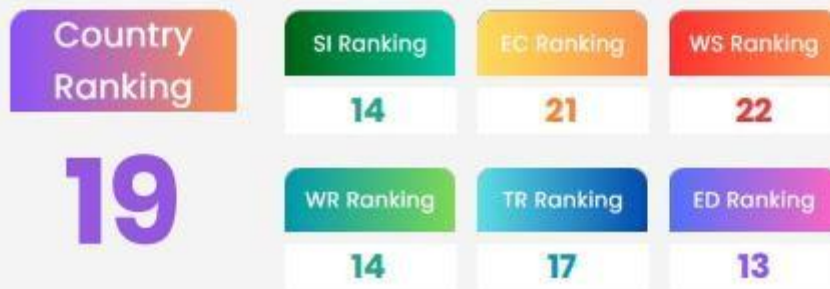 Country
Ranking
19
SI Ranking
EC Ranking
WS Ranking
14
21
22
WR Ranking
TR Ranking
ED Ranking
14
17
13